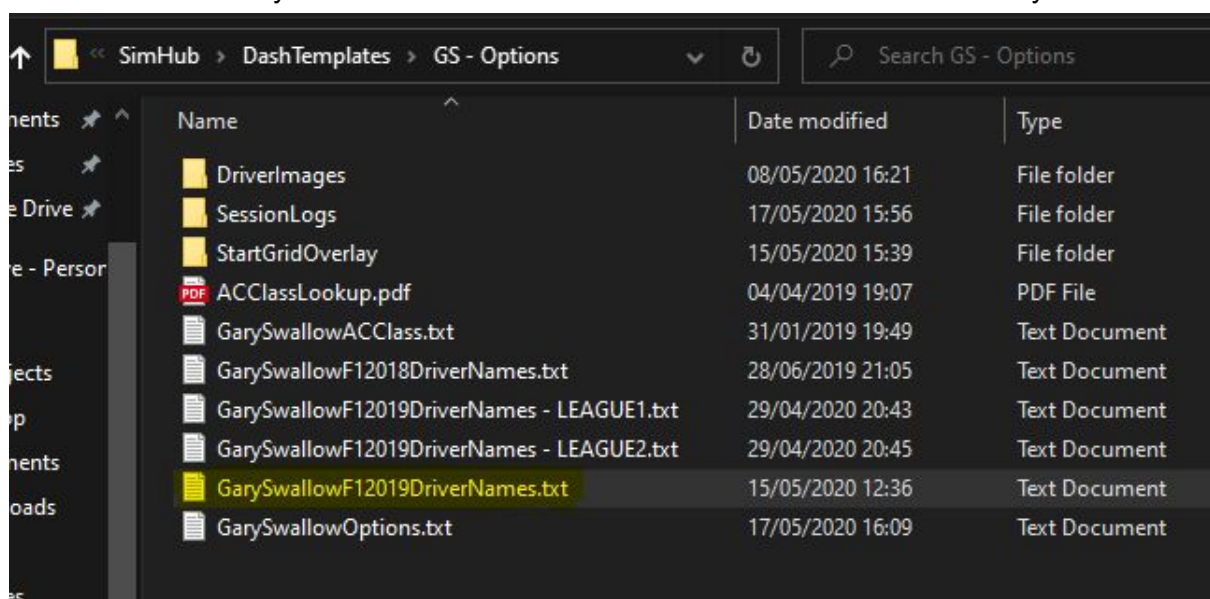 SimHub > DashTemplates > GS - Options
Search GS - Options
Name Date modified Type
DriverImages 08/05/2020 16:21 File folder
SessionLogs 17/05/2020 15:56 File folder
StartGridOverlay 15/05/2020 15:39 File folder
PDF ACClassLookup.pdf 04/04/2019 19:07 PDF File
GarySwallowACClass.txt 31/01/2019 19:49 Text Document
GarySwallowF12018DriverNames.txt 28/06/2019 21:05 Text Document
GarySwallowF12019DriverNames - LEAGUE1.txt 29/04/2020 20:43 Text Document
GarySwallowF12019DriverNames - LEAGUE2.txt 29/04/2020 20:45 Text Document
GarySwallowF12019DriverNames.txt 15/05/2020 12:36 Text Document
GarySwallowOptions.txt 17/05/2020 16:09 Text Document
nents
es
e Drive
e - Person
jects
op
nents
oads